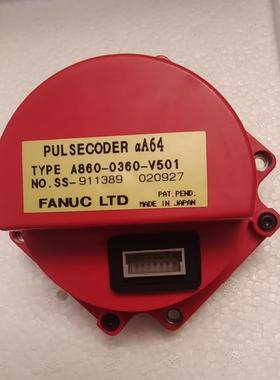 PULSECODER αA64
TYPE A860-0360-V501
NO.SS-911389 020927
PAT. PEND.
FANUC LTD MADE IN JAPAN